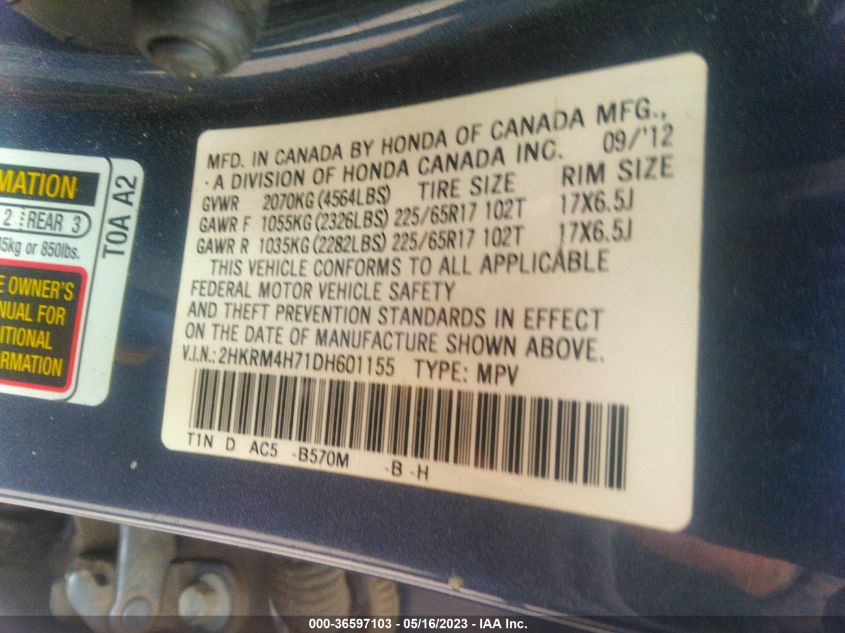 MATION
2 REAR 3
5kg or 850lbs.
E OWNER'S
NUAL FOR
ITIONAL
RMATION
T0A A2
MFD. IN CANADA BY HONDA OF CANADA MFG.,
·A DIVISION OF HONDA CANADA INC. 09/'12
GVWR 2070KG (4564LBS) TIRE SIZE RIM SIZE
GAWR F 1055KG (2326LBS) 225/65R17 102T 17X6.5J
GAWR R 1035KG (2282LBS) 225/65R17 102T 17X6.5J
THIS VEHICLE CONFORMS TO ALL APPLICABLE
FEDERAL MOTOR VEHICLE SAFETY
AND THEFT PREVENTION STANDARDS IN EFFECT
ON THE DATE OF MANUFACTURE SHOWN ABOVE.
V.I.N.: 2HKRM4H71DH601155 TYPE: MPV
T1N D AC5 -B570M -B -H
000-36597103 - 05/16/2023 - IAA Inc.